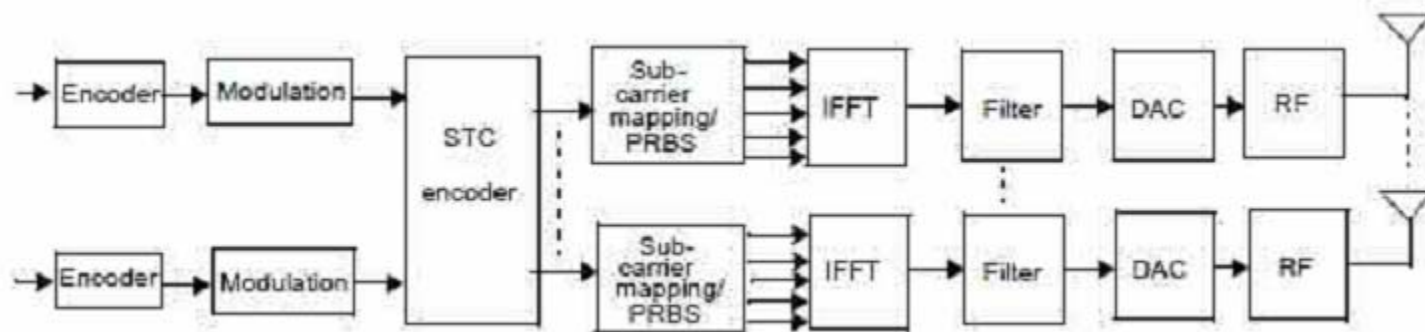 Encoder
Modulation
STC
encoder
Sub-
carrier
mapping/
PRBS
IFFT
Filter
DAC
RF
Encoder
Modulation
Sub-
carrier
mapping/
PRBS
IFFT
Filter
DAC
RF